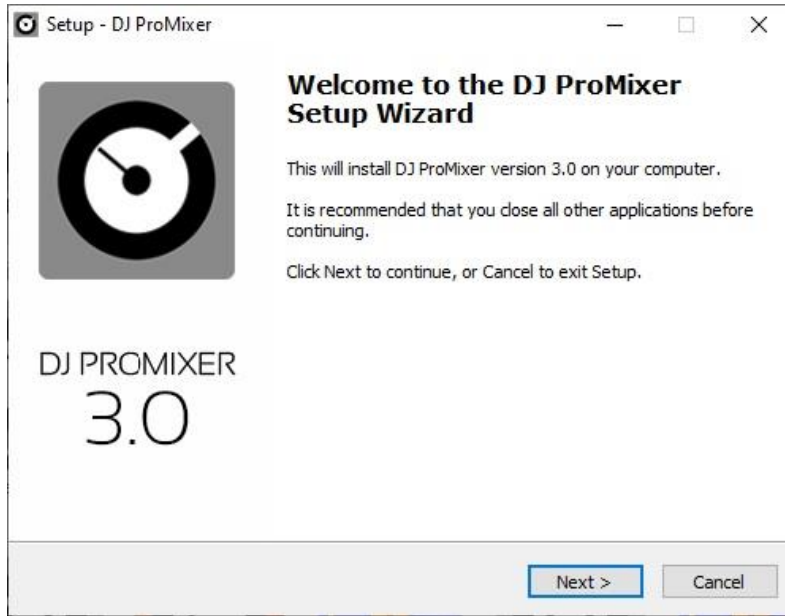 Setup - DJ ProMixer
Welcome to the DJ ProMixer
Setup Wizard
This will install DJ ProMixer version 3.0 on your computer.
It is recommended that you close all other applications before
continuing.
Click Next to continue, or Cancel to exit Setup.
DJ PROMIXER
3.0
Next >
Cancel